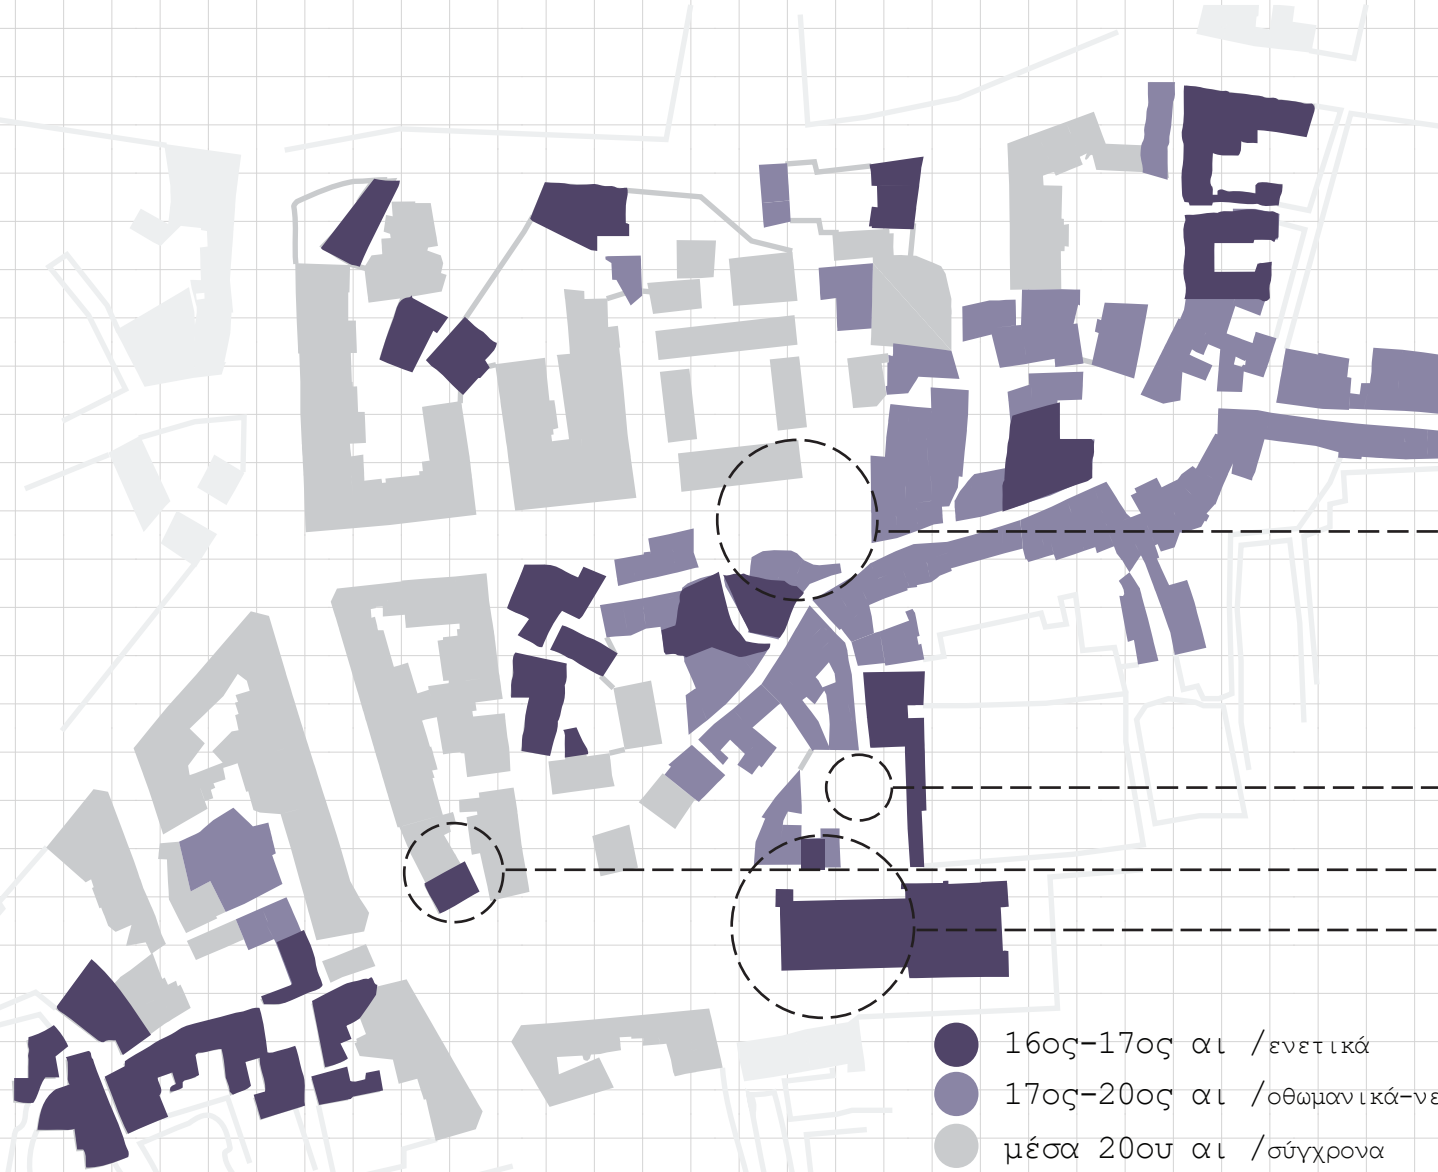 16ος-17ος αι /ενετικά
17ος-20ος αι /οθωμανικά-νε
μέσα 20ου αι /σύγχρονα